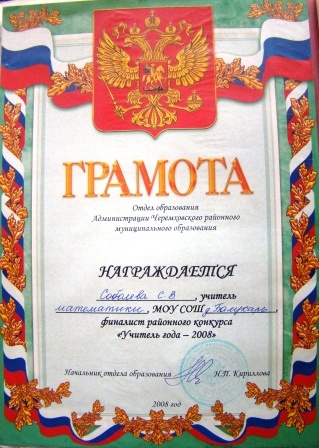 ГРАМОТА
Отдел образования
Администрации Черемховского районного
муниципального образования
НАГРАЖДАЕТСЯ
Соболева С.В., учитель
математики, МОУ СОШ д.Балухарь,
финалист районного конкурса
«Учитель года – 2008»
Начальник отдела образования Н.П. Кириллова
2008 год